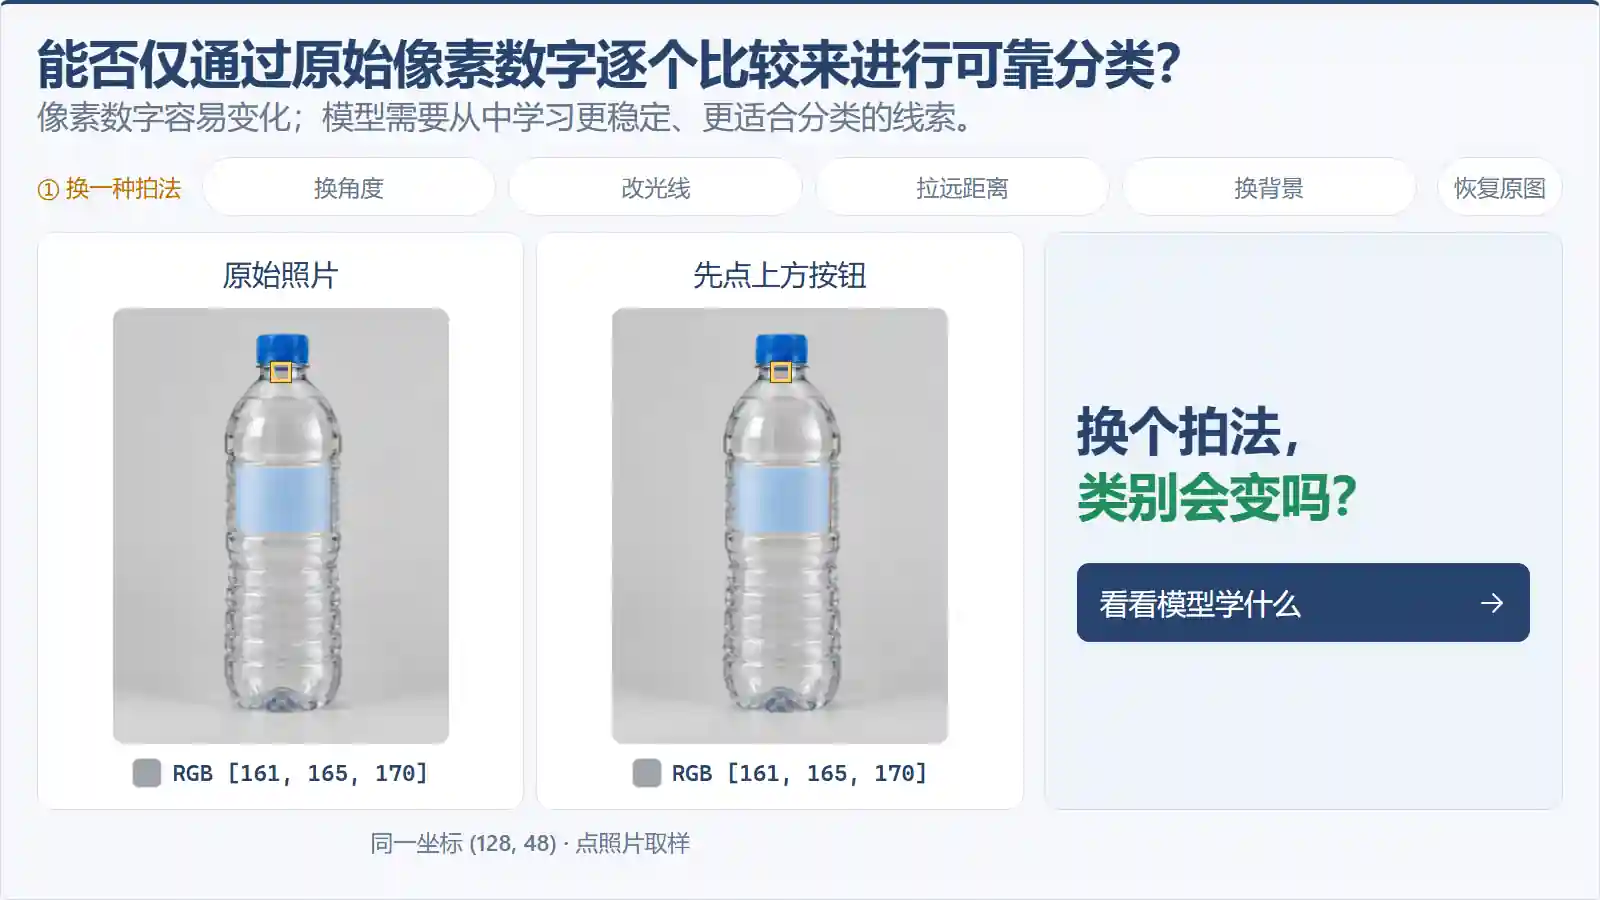 能否仅通过原始像素数字逐个比较来进行可靠分类？
像素数字容易变化；模型需要从中学习更稳定、更适合分类的线索。
① 换一种拍法
换角度
改光线
拉远距离
换背景
恢复原图
原始照片
RGB [161, 165, 170]
先点上方按钮
RGB [161, 165, 170]
换个拍法，
类别会变吗？
看看模型学什么 →
同一坐标 (128, 48) · 点照片取样